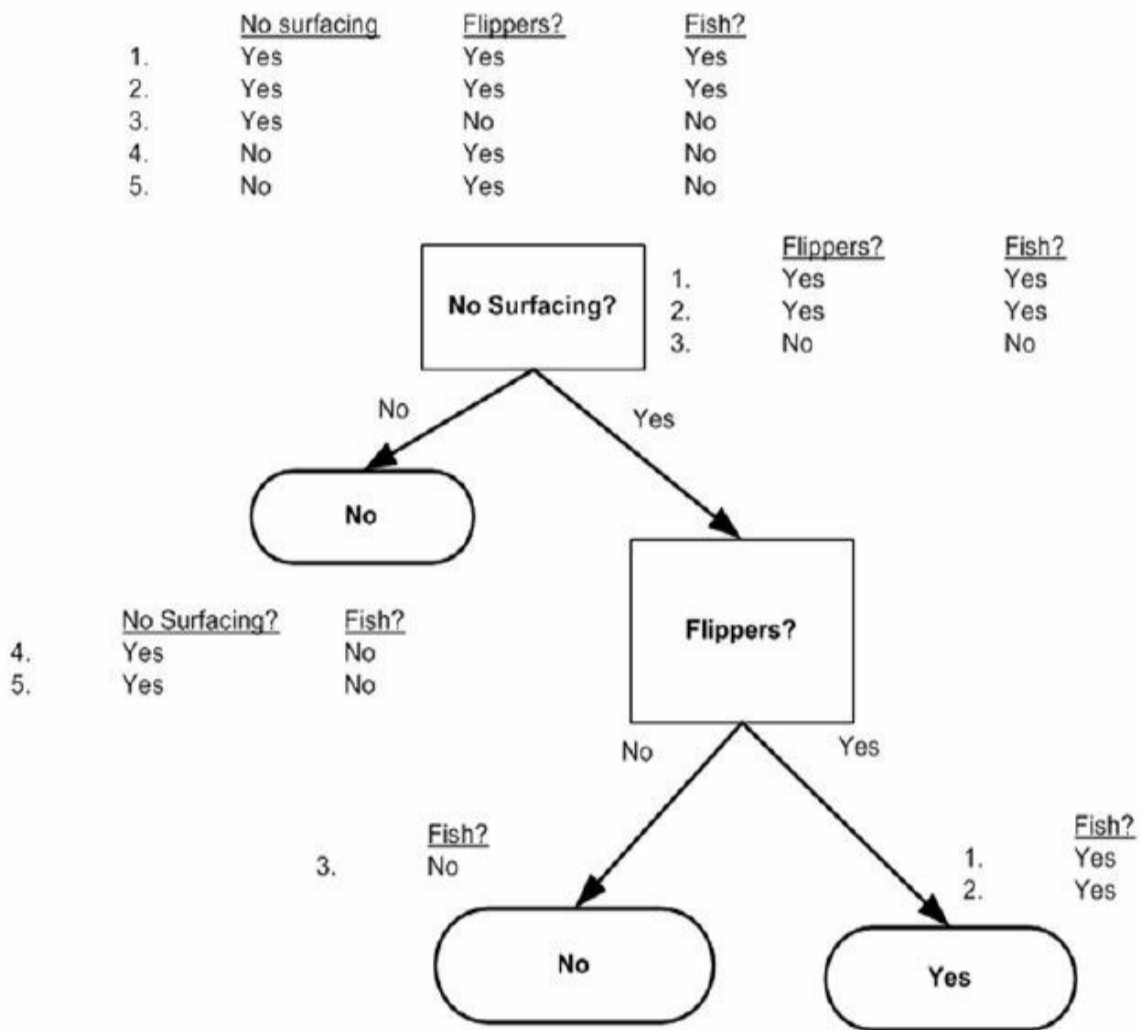 No surfacing Flippers? Fish?
1. Yes Yes Yes
2. Yes Yes Yes
3. Yes No No
4. No Yes No
5. No Yes No
Flippers? Fish?
1. Yes Yes
2. Yes Yes
3. No No
No Surfacing?
No
Yes
No
No Surfacing? Fish?
4. Yes No
5. Yes No
Flippers?
No
Yes
Fish?
3. No
Fish?
1. Yes
2. Yes
No
Yes